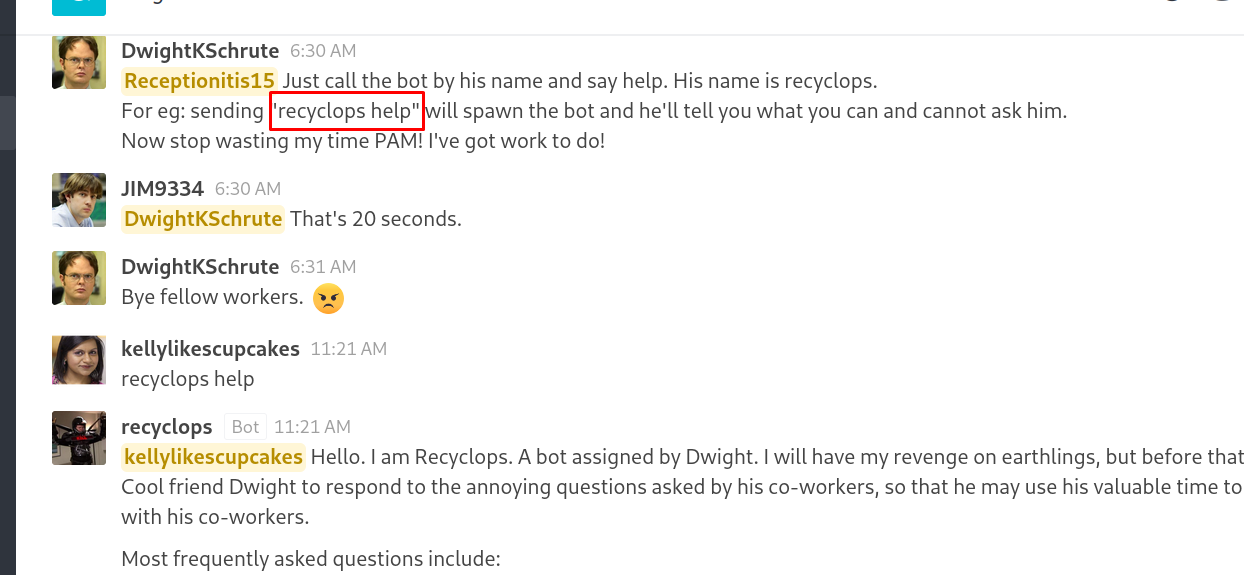 DwightKSchrute 6:30 AM
Receptionitis15 Just call the bot by his name and say help. His name is recyclops.
For eg: sending "recyclops help" will spawn the bot and he'll tell you what you can and cannot ask him.
Now stop wasting my time PAM! I've got work to do!
JIM9334 6:30 AM
DwightKSchrute That's 20 seconds.
DwightKSchrute 6:31 AM
Bye fellow workers.
kellylikescupcakes 11:21 AM
recyclops help
recyclops Bot 11:21 AM
kellylikescupcakes Hello. I am Recyclops. A bot assigned by Dwight. I will have my revenge on earthlings, but before that
Cool friend Dwight to respond to the annoying questions asked by his co-workers, so that he may use his valuable time to
with his co-workers.
Most frequently asked questions include: